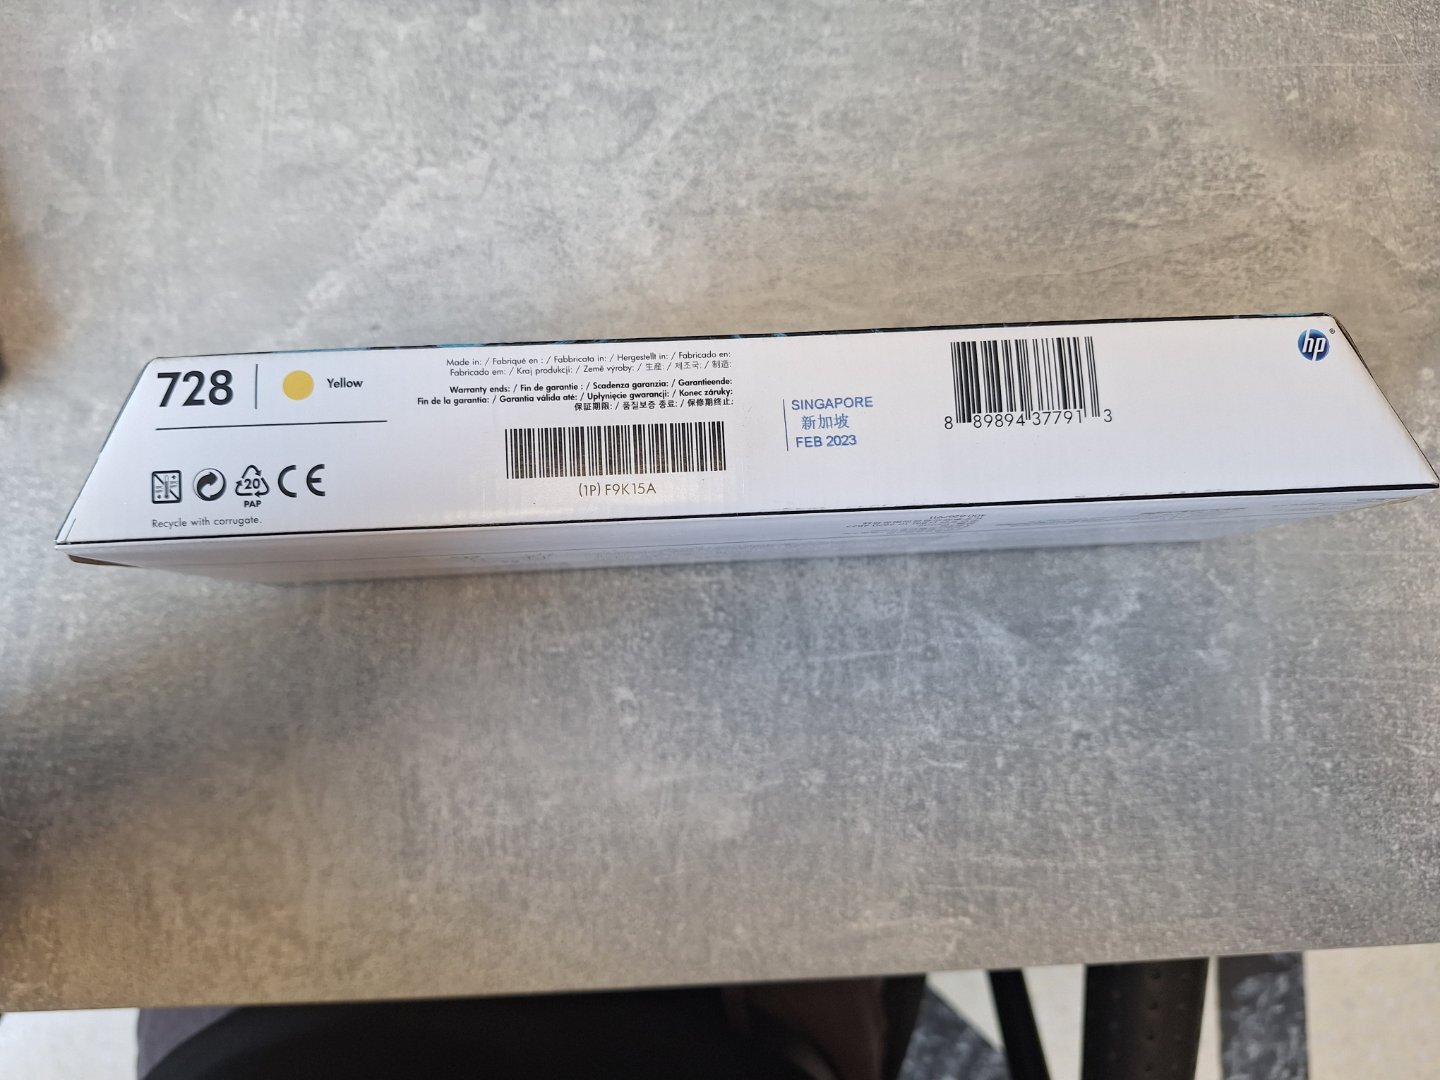 728
Yellow
Made in: / Fabriqué en : / Fabbricato in: / Hergestellt in: / Fabricado en:
Fabricado em: / Kraj produkcji: / Země výroby: / 生産: / 제조국: / 制造:
Warranty ends: / Fin de garantie : / Scadenza garanzia: / Garantieende:
Fin de la garantia: / Garantia válida até: / Upłynięcie gwarancji: / Konec záruky:
保証期限: / 품질보증 종료: / 保修期终止:
(1P) F9K15A
SINGAPORE
新加坡
FEB 2023
8 89894 37791 3
hp
20
PAP
CE
Recycle with corrugate.